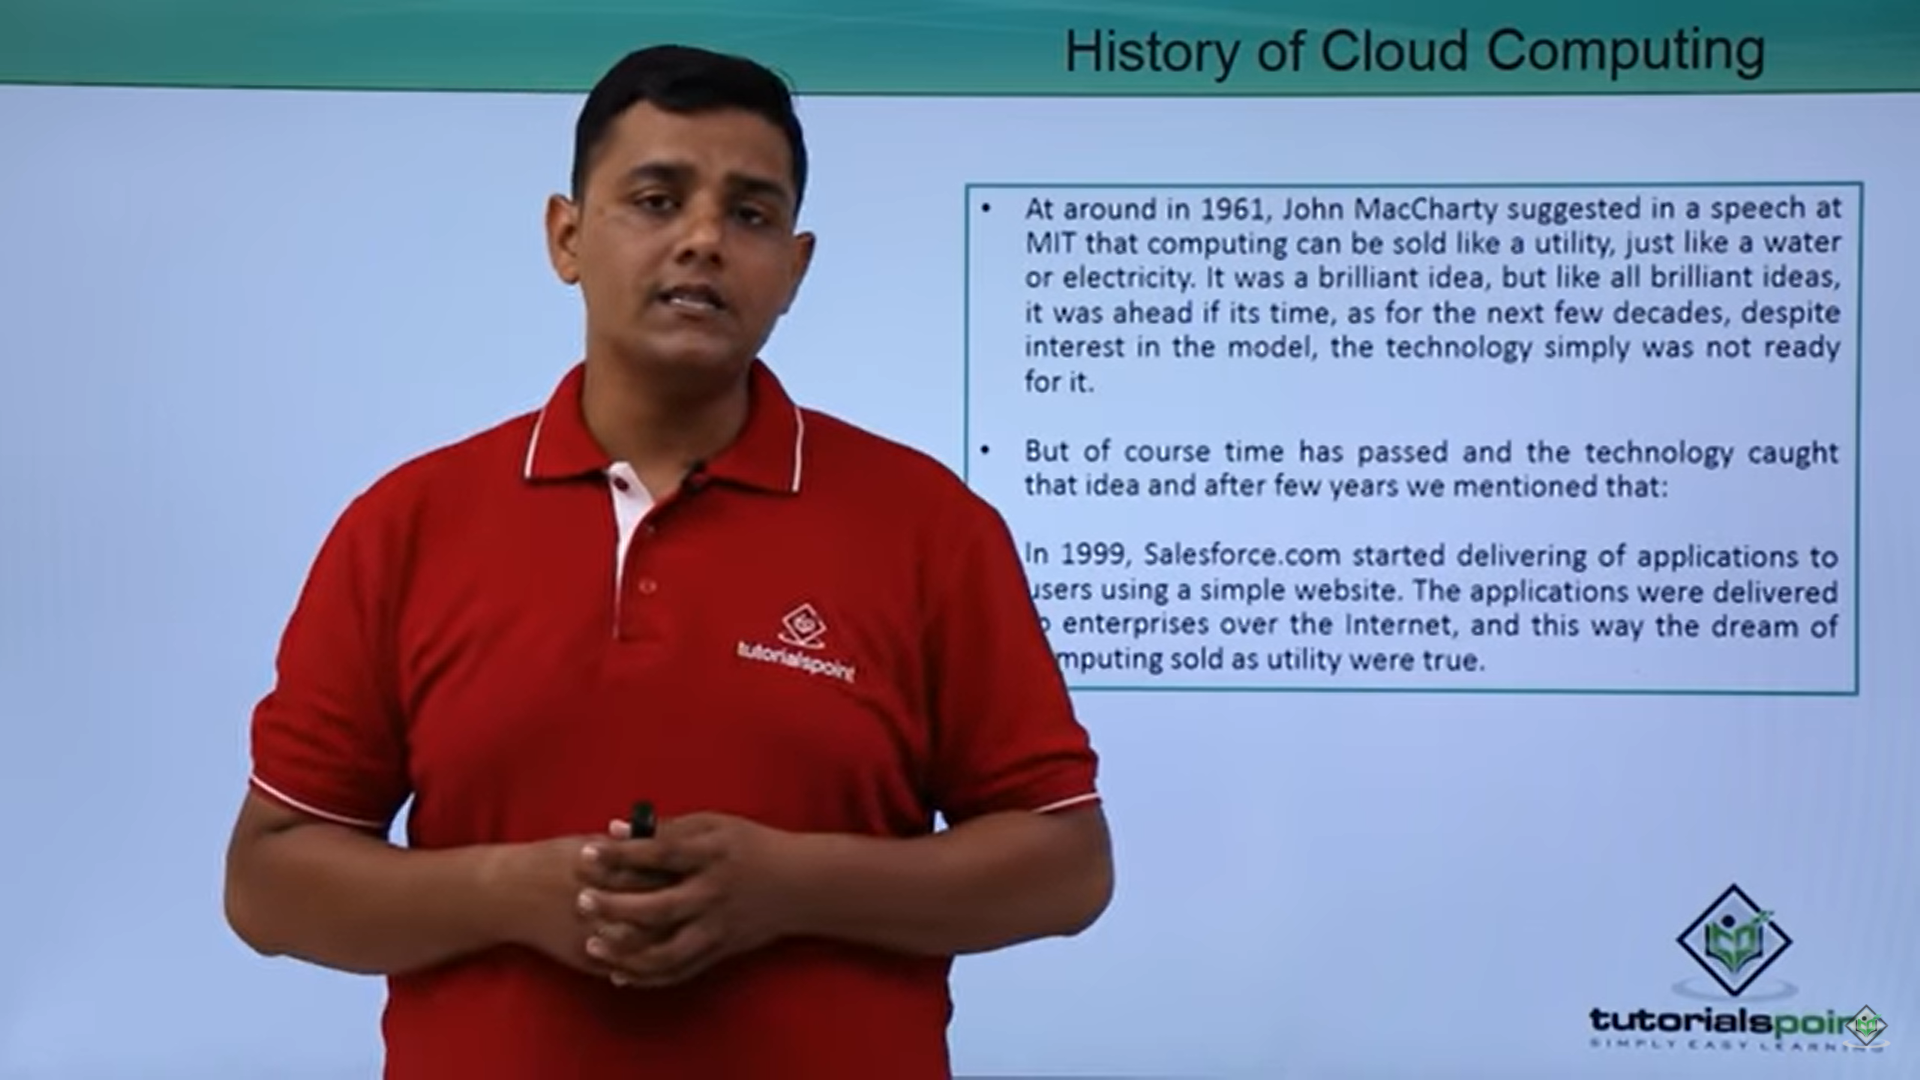 History of Cloud Computing
• At around in 1961, John MacCharty suggested in a speech at
MIT that computing can be sold like a utility, just like a water
or electricity. It was a brilliant idea, but like all brilliant ideas,
it was ahead if its time, as for the next few decades, despite
interest in the model, the technology simply was not ready
for it.
• But of course time has passed and the technology caught
that idea and after few years we mentioned that:
In 1999, Salesforce.com started delivering of applications to
users using a simple website. The applications were delivered
enterprises over the Internet, and this way the dream of
mputing sold as utility were true.
tutorialspoint
tutorialspoint
SIMPLY EASY LEARNING